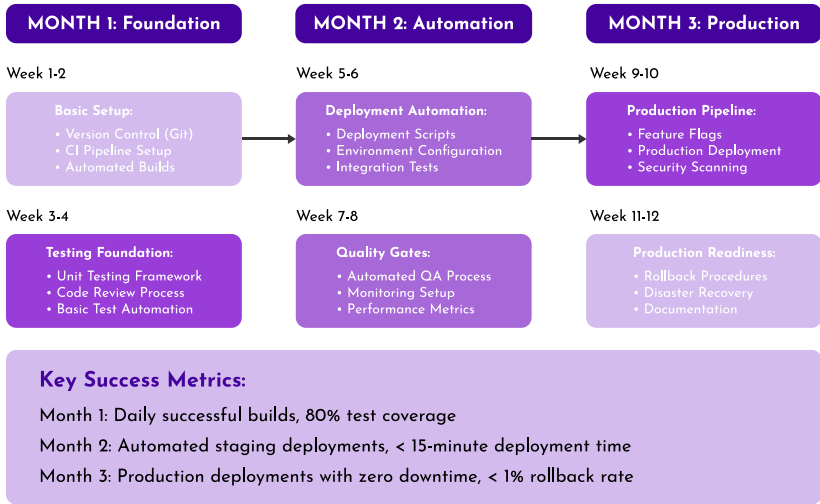 MONTH 1: Foundation
MONTH 2: Automation
MONTH 3: Production
Week 1-2
Week 5-6
Week 9-10
Basic Setup:
• Version Control (Git)
• CI Pipeline Setup
• Automated Builds
Deployment Automation:
• Deployment Scripts
• Environment Configuration
• Integration Tests
Production Pipeline:
• Feature Flags
• Production Deployment
• Security Scanning
Week 3-4
Week 7-8
Week 11-12
Testing Foundation:
• Unit Testing Framework
• Code Review Process
• Basic Test Automation
Quality Gates:
• Automated QA Process
• Monitoring Setup
• Performance Metrics
Production Readiness:
• Rollback Procedures
• Disaster Recovery
• Documentation
Key Success Metrics:
Month 1: Daily successful builds, 80% test coverage
Month 2: Automated staging deployments, < 15-minute deployment time
Month 3: Production deployments with zero downtime, < 1% rollback rate